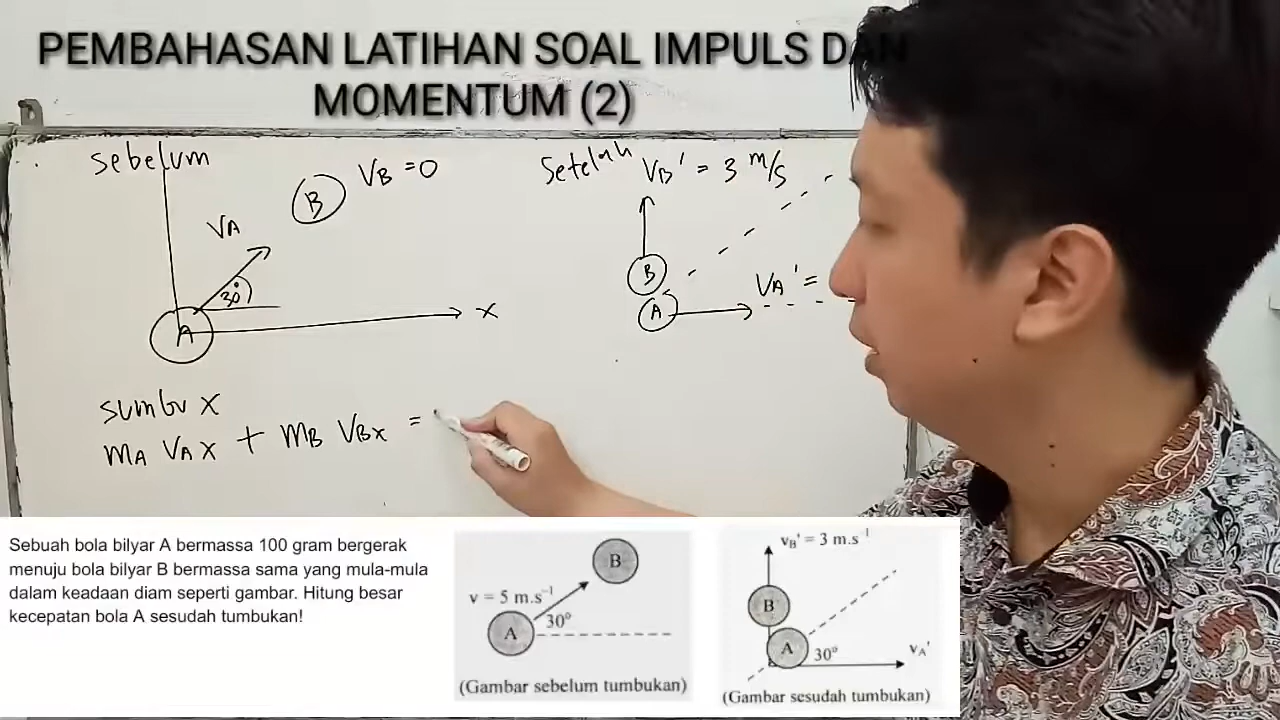 PEMBAHASAN LATIHAN SOAL IMPULS DAN
MOMENTUM (2)
Sebelum
B
VB = 0
VA
30°
A
x
Setelah
VB' = 3 m/s
B
A
VA' =
sumbu x
mA VAx + mB VBx =
Sebuah bola bilyar A bermassa 100 gram bergerak
menuju bola bilyar B bermassa sama yang mula-mula
dalam keadaan diam seperti gambar. Hitung besar
kecepatan bola A sesudah tumbukan!
B
v = 5 m.s⁻¹
A
30°
(Gambar sebelum tumbukan)
vB' = 3 m.s⁻¹
B
A
30°
vA'
(Gambar sesudah tumbukan)